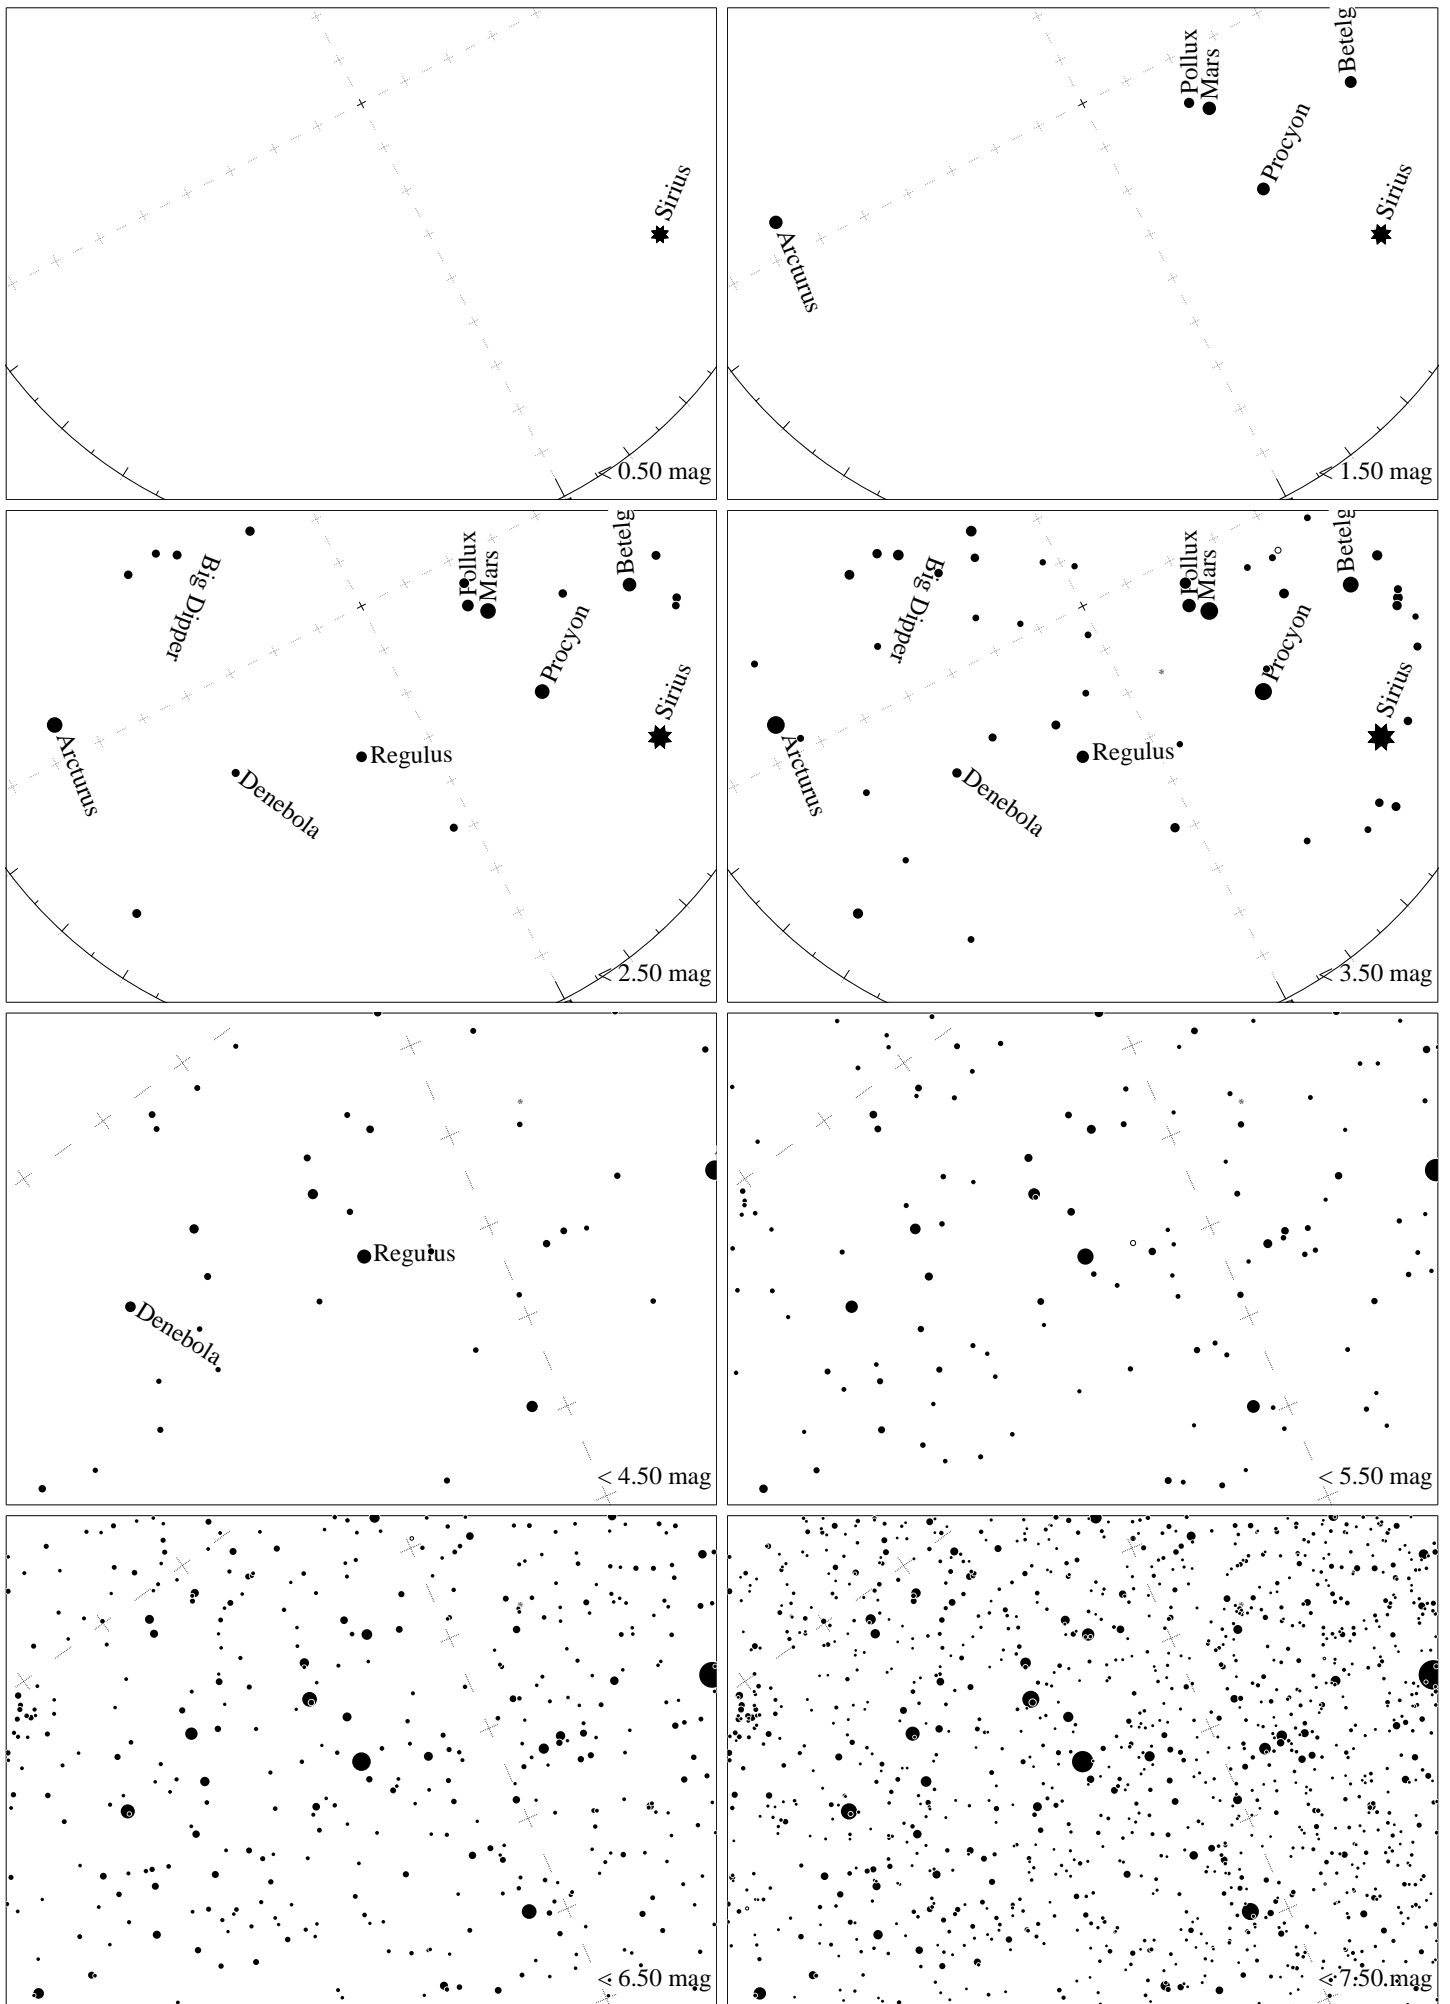 Sirius
< 0.50 mag
Pollux
Mars
Betelg
Procyon
Sirius
Arcturus
< 1.50 mag
Big Dipper
Pollux
Mars
Betelg
Procyon
Sirius
Arcturus
Regulus
Denebola
< 2.50 mag
Big Dipper
Pollux
Mars
Betelg
Procyon
Sirius
Arcturus
Regulus
Denebola
< 3.50 mag
Regulus
Denebola
< 4.50 mag
< 5.50 mag
< 6.50 mag
< 7.50 mag